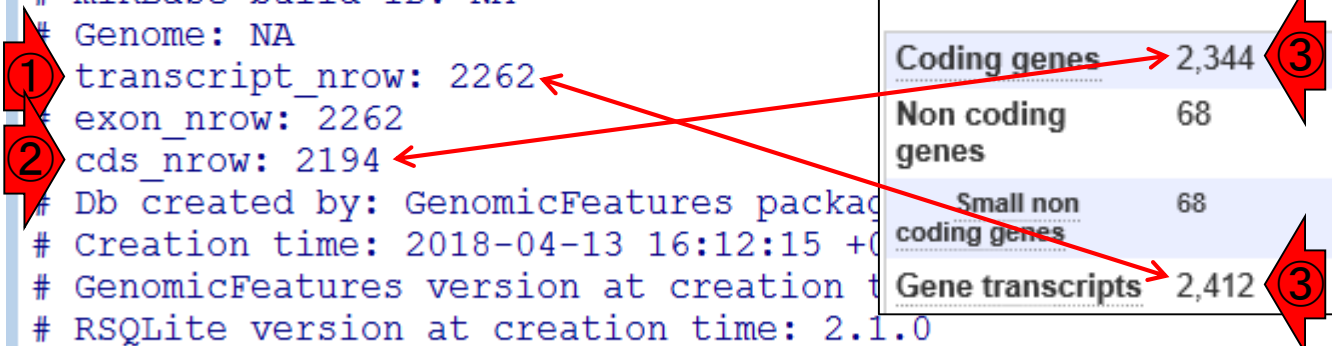 # Genome: NA
① transcript_nrow: 2262
# exon_nrow: 2262
② cds_nrow: 2194
# Db created by: GenomicFeatures
# Creation time: 2018-04-13 16:12:15
# GenomicFeatures version at creation
# RSQLite version at creation time: 2.1.0
Coding genes 2,344 ③
Non coding 68
genes
Small non 68
coding genes
Gene transcripts 2,412 ③